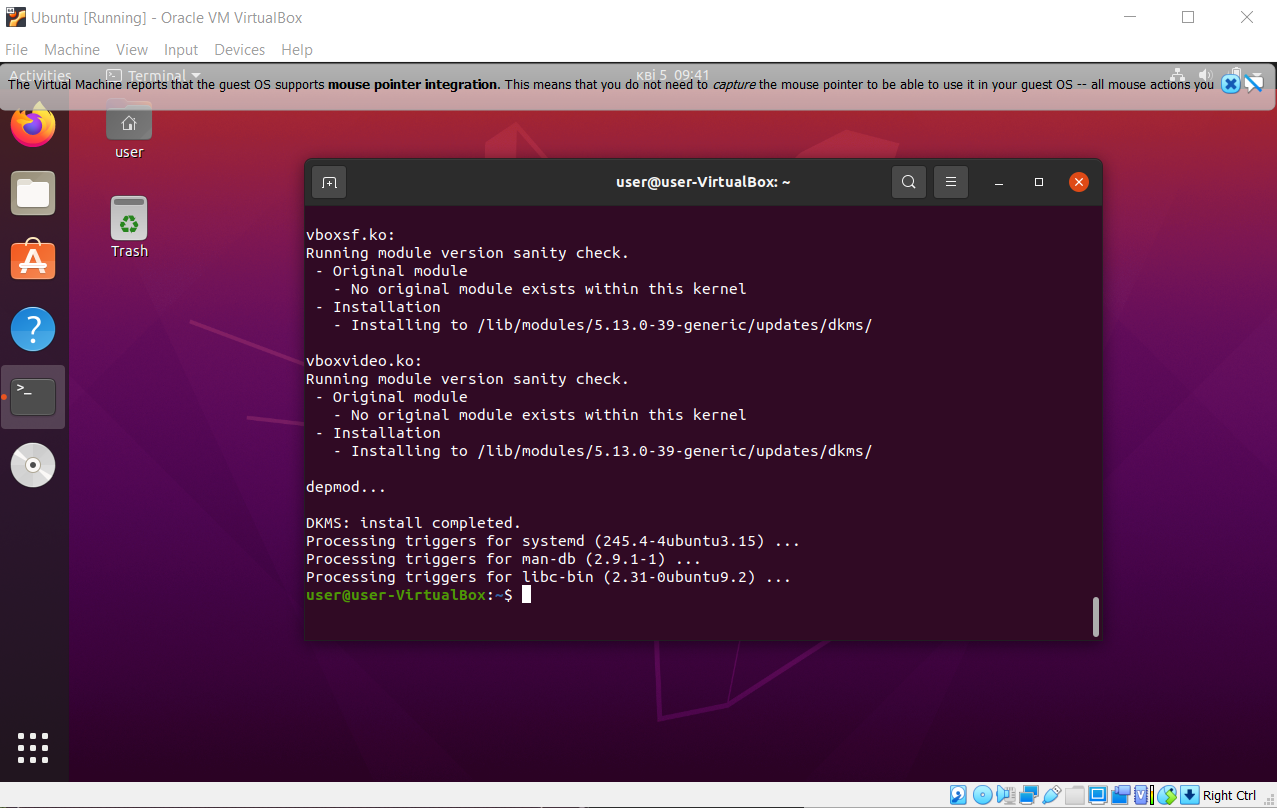 Ubuntu [Running] - Oracle VM VirtualBox
File Machine View Input Devices Help
Activities Terminal кві 5 09:41
The Virtual Machine reports that the guest OS supports mouse pointer integration. This means that you do not need to capture the mouse pointer to be able to use it in your guest OS -- all mouse actions you
user
Trash
user@user-VirtualBox: ~
vboxsf.ko:
Running module version sanity check.
- Original module
- No original module exists within this kernel
- Installation
- Installing to /lib/modules/5.13.0-39-generic/updates/dkms/
vboxvideo.ko:
Running module version sanity check.
- Original module
- No original module exists within this kernel
- Installation
- Installing to /lib/modules/5.13.0-39-generic/updates/dkms/
depmod...
DKMS: install completed.
Processing triggers for systemd (245.4-4ubuntu3.15) ...
Processing triggers for man-db (2.9.1-1) ...
Processing triggers for libc-bin (2.31-0ubuntu9.2) ...
user@user-VirtualBox:~$
Right Ctrl